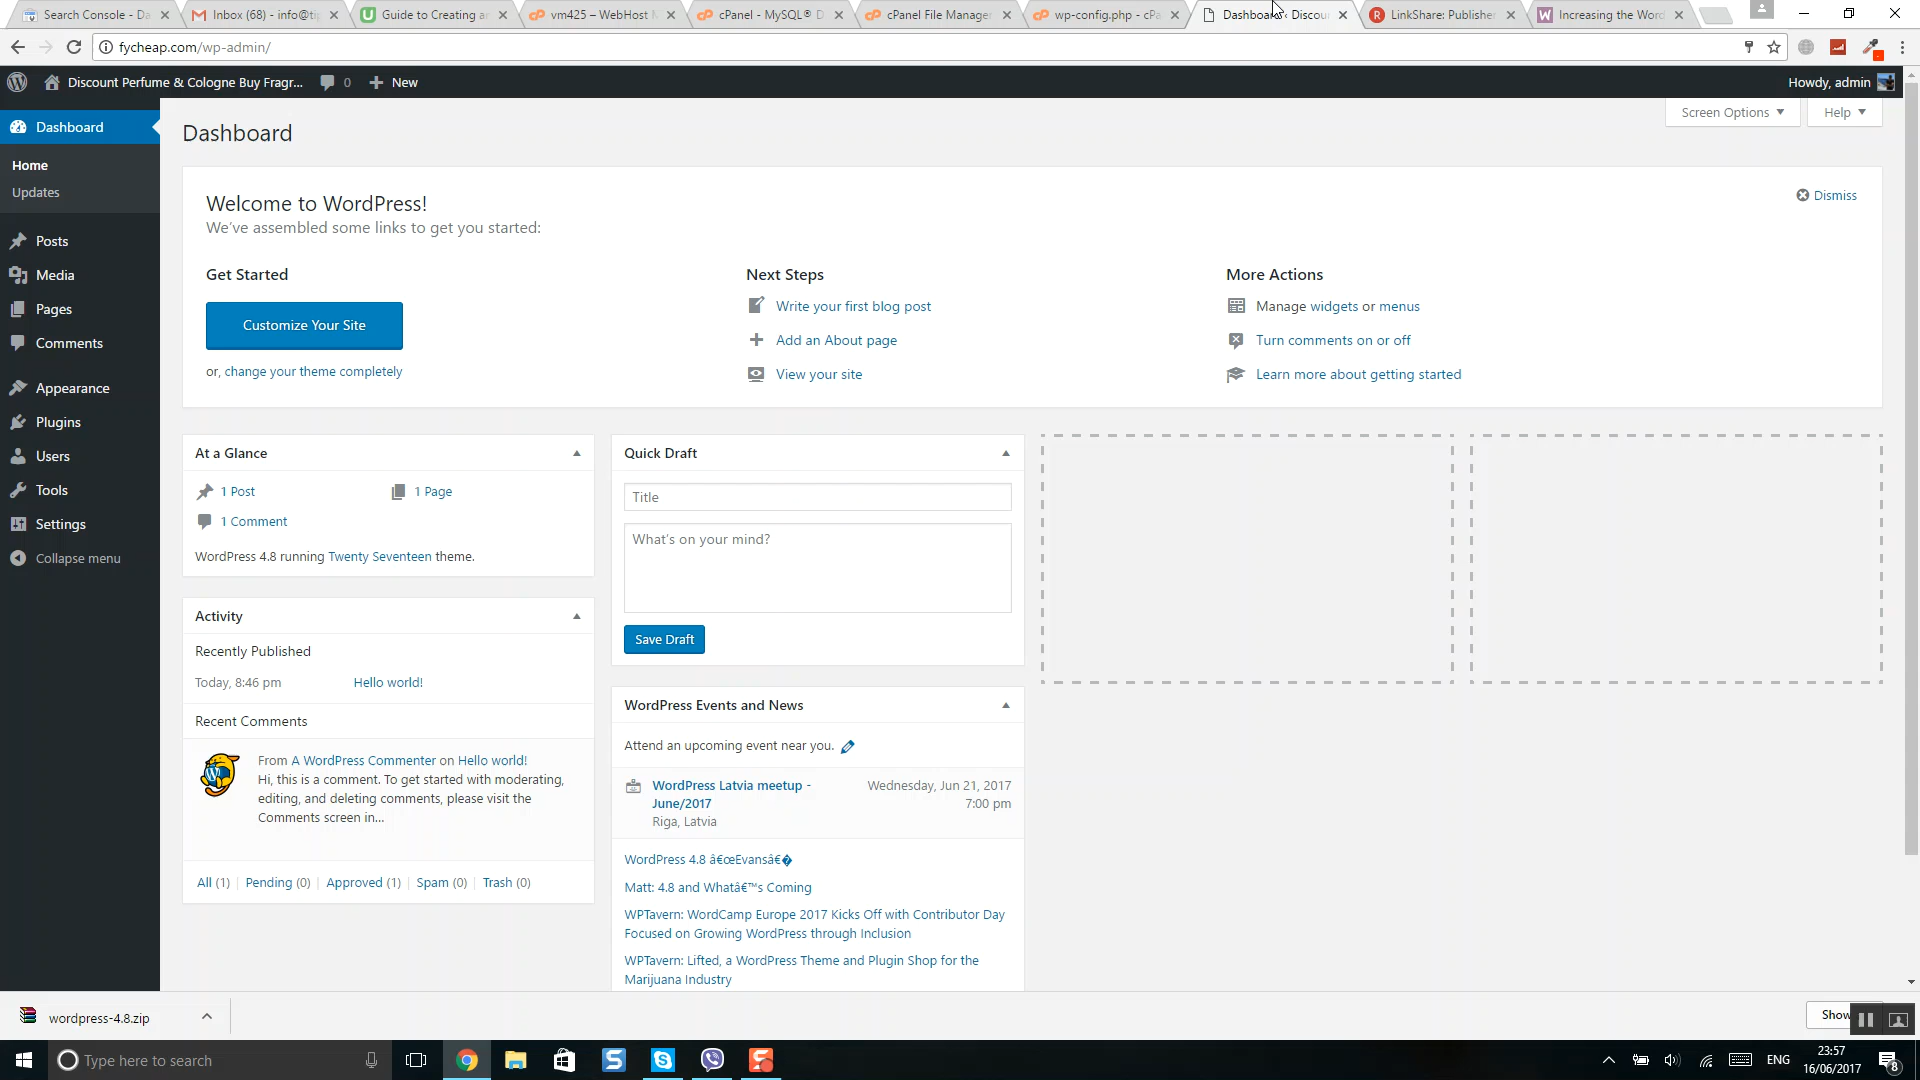 Search Console - Da
Inbox (68) - info@ti
Guide to Creating an
vm425 – WebHost M
cPanel - MySQL® D
cPanel File Manager
wp-config.php - cPa
Dashboard ‹ Discou
LinkShare: Publisher
Increasing the Word
fycheap.com/wp-admin/
Discount Perfume & Cologne Buy Fragr...
0
New
Howdy, admin
Dashboard
Home
Updates
Posts
Media
Pages
Comments
Appearance
Plugins
Users
Tools
Settings
Collapse menu
Dashboard
Screen Options
Help
Welcome to WordPress!
We've assembled some links to get you started:
Dismiss
Get Started
Customize Your Site
or, change your theme completely
Next Steps
Write your first blog post
Add an About page
View your site
More Actions
Manage widgets or menus
Turn comments on or off
Learn more about getting started
At a Glance
1 Post
1 Page
1 Comment
WordPress 4.8 running Twenty Seventeen theme.
Activity
Recently Published
Today, 8:46 pm
Hello world!
Recent Comments
From A WordPress Commenter on Hello world!
Hi, this is a comment. To get started with moderating,
editing, and deleting comments, please visit the
Comments screen in...
All (1) | Pending (0) | Approved (1) | Spam (0) | Trash (0)
Quick Draft
Title
What's on your mind?
Save Draft
WordPress Events and News
Attend an upcoming event near you.
WordPress Latvia meetup -
June/2017
Riga, Latvia
Wednesday, Jun 21, 2017
7:00 pm
WordPress 4.8 â€œEvansâ€�
Matt: 4.8 and Whatâ€™s Coming
WPTavern: WordCamp Europe 2017 Kicks Off with Contributor Day
Focused on Growing WordPress through Inclusion
WPTavern: Lifted, a WordPress Theme and Plugin Shop for the
Marijuana Industry
wordpress-4.8.zip
Show
Type here to search
ENG
23:57
16/06/2017
8